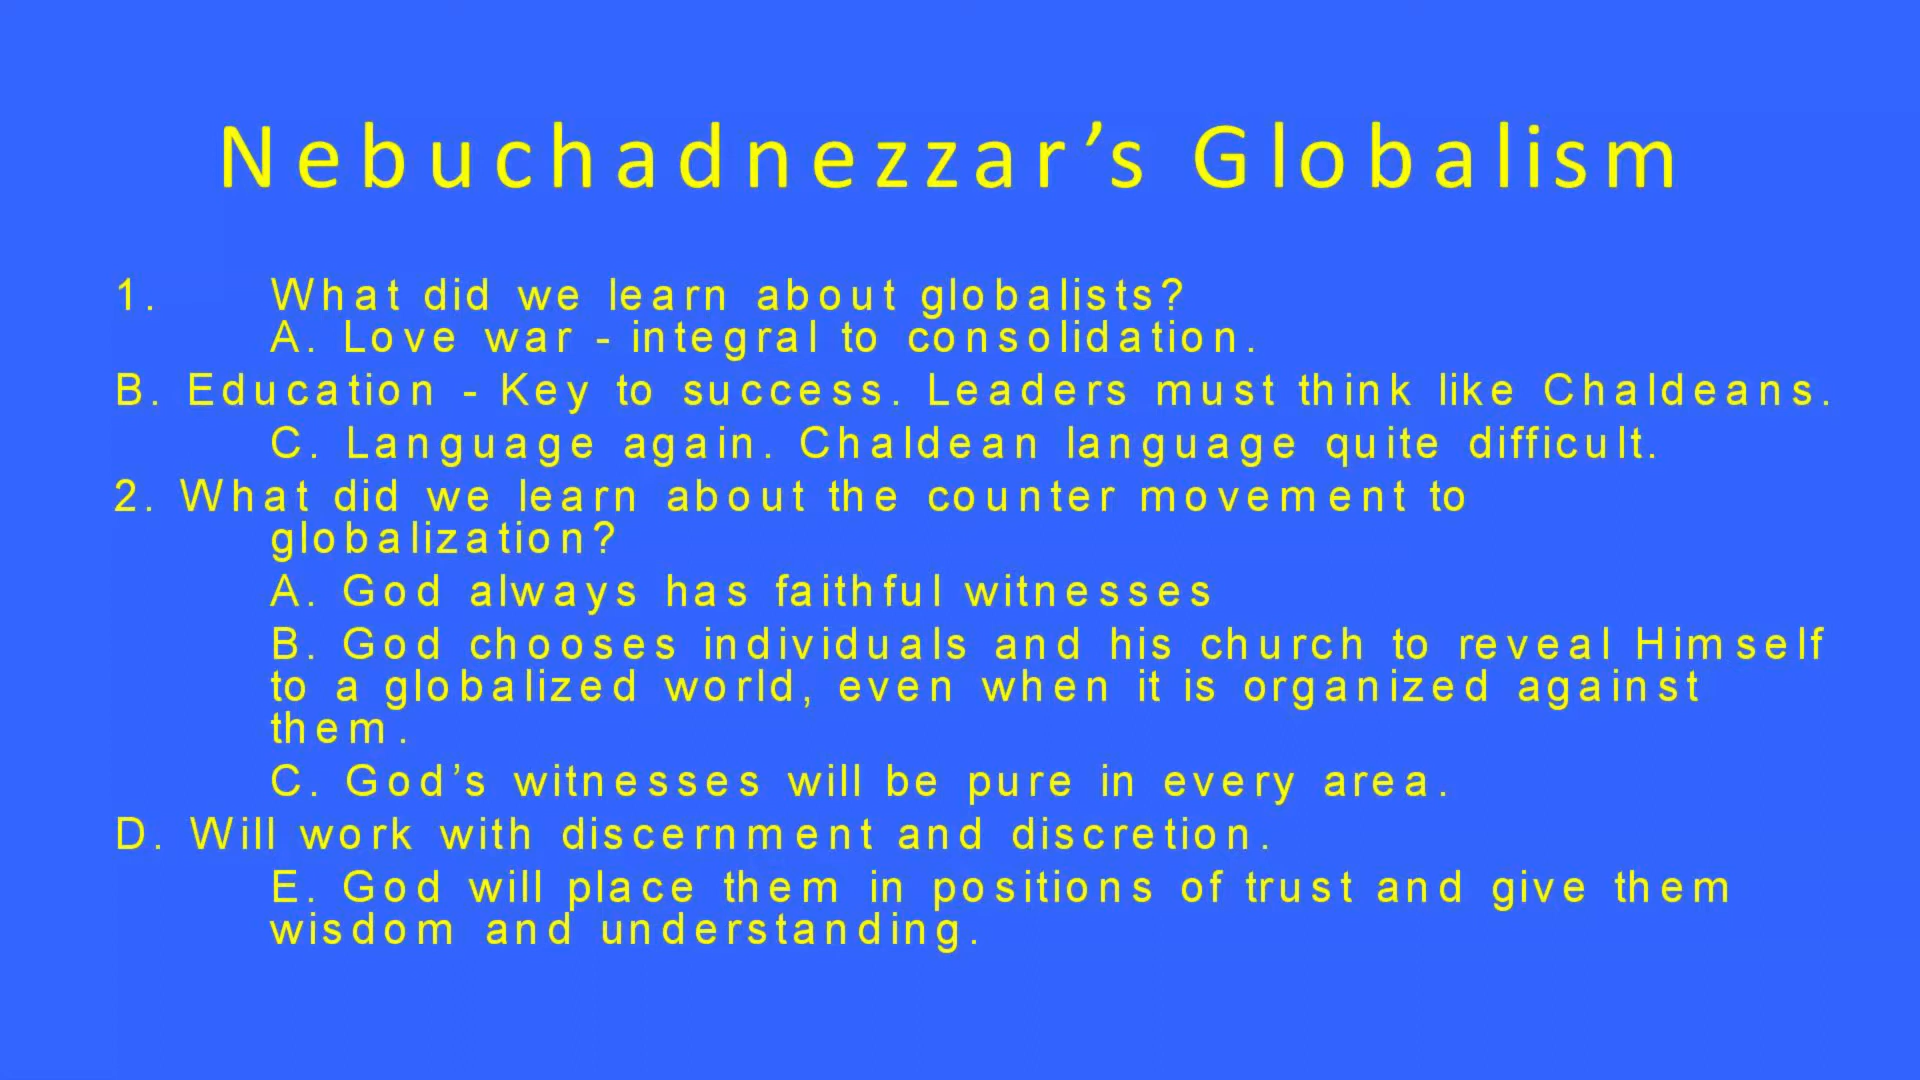 Nebuchadnezzar’s Globalism
1. What did we learn about globalists?
A. Love war - integral to consolidation.
B. Education - Key to success. Leaders must think like Chaldeans.
C. Language again. Chaldean language quite difficult.
2. What did we learn about the counter movement to
globalization?
A. God always has faithful witnesses
B. God chooses individuals and his church to reveal Himself
to a globalized world, even when it is organized against
them.
C. God’s witnesses will be pure in every area.
D. Will work with discernment and discretion.
E. God will place them in positions of trust and give them
wisdom and understanding.